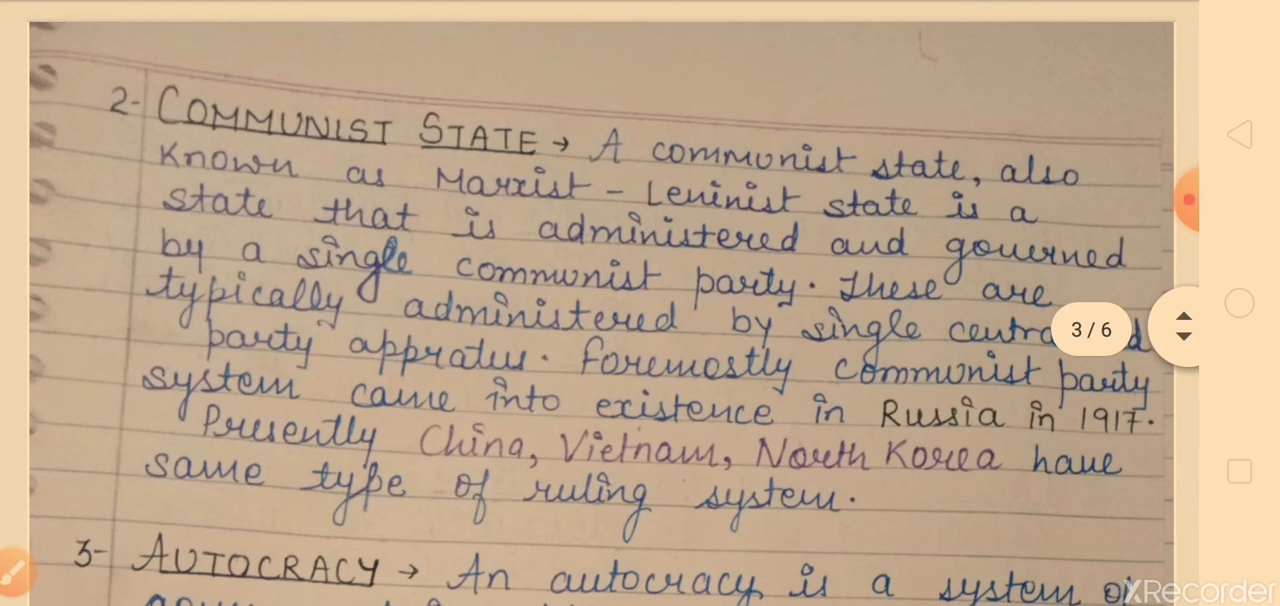 2- COMMUNIST STATE → A communist state, also
known as Marxist - Leninist state is a
state that is administered and governed
by a single communist party. These are
typically administered by single
party appratus. Foremostly communist party
system came into existence in Russia in 1917.
Presently China, Vietnam, North Korea have
same type of ruling system.
3- AUTOCRACY → An autocracy is a system of
3/6
XRecorder